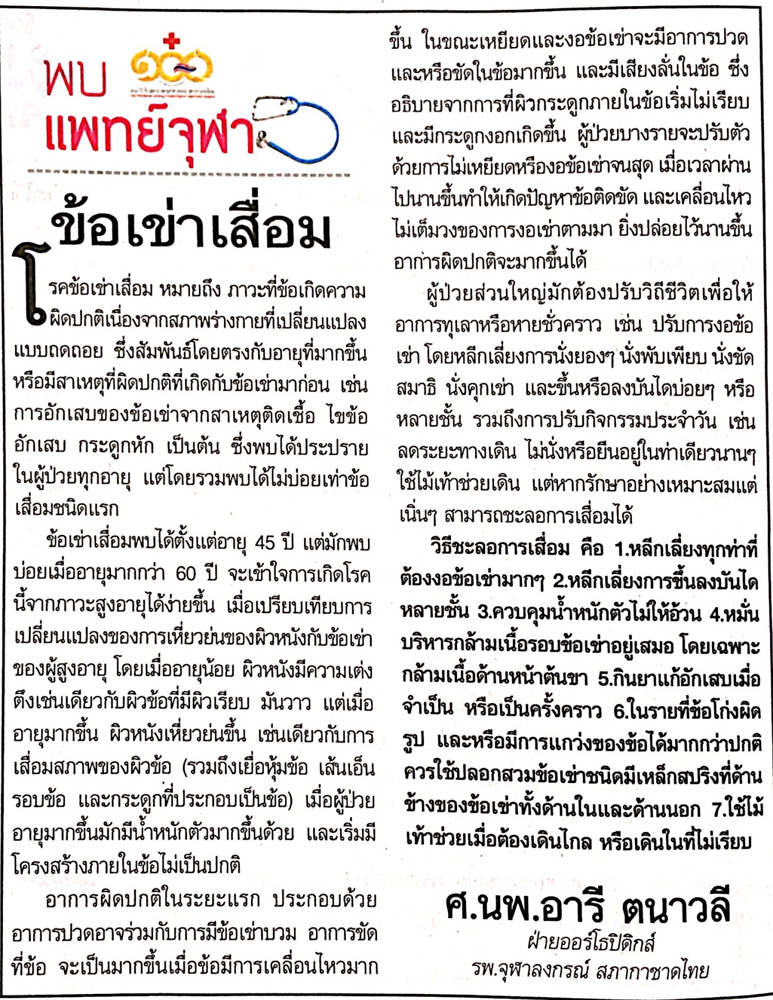 พบ
๑๓๑
แพทย์จุฬา
ข้อเข่าเสื่อม
โรคข้อเข่าเสื่อม หมายถึง ภาวะที่ข้อเกิดความ
ผิดปกติเนื่องจากสภาพร่างกายที่เปลี่ยนแปลง
แบบถดถอย ซึ่งสัมพันธ์โดยตรงกับอายุที่มากขึ้น
หรือมีสาเหตุที่ผิดปกติที่เกิดกับข้อเข่ามาก่อน เช่น
การอักเสบของข้อเข่าจากสาเหตุติดเชื้อ ไขข้อ
อักเสบ กระดูกหัก เป็นต้น ซึ่งพบได้ประปราย
ในผู้ป่วยทุกอายุ แต่โดยรวมพบได้ไม่บ่อยเท่าข้อ
เสื่อมชนิดแรก
ข้อเข่าเสื่อมพบได้ตั้งแต่อายุ 45 ปี แต่มักพบ
บ่อยเมื่ออายุมากกว่า 60 ปี จะเข้าใจการเกิดโรค
นี้จากภาวะสูงอายุได้ง่ายขึ้น เมื่อเปรียบเทียบการ
เปลี่ยนแปลงของการเหี่ยวย่นของผิวหนังกับข้อเข่า
ของผู้สูงอายุ โดยเมื่ออายุน้อย ผิวหนังมีความเต่ง
ตึงเช่นเดียวกับผิวข้อที่มีผิวเรียบ มันวาว แต่เมื่อ
อายุมากขึ้น ผิวหนังเหี่ยวย่นขึ้น เช่นเดียวกับการ
เสื่อมสภาพของผิวข้อ (รวมถึงเยื่อหุ้มข้อ เส้นเอ็น
รอบข้อ และกระดูกที่ประกอบเป็นข้อ) เมื่อผู้ป่วย
อายุมากขึ้นมักมีน้ำหนักตัวมากขึ้นด้วย และเริ่มมี
โครงสร้างภายในข้อไม่เป็นปกติ
อาการผิดปกติในระยะแรก ประกอบด้วย
อาการปวดอาจร่วมกับการมีข้อเข่าบวม อาการขัด
ที่ข้อ จะเป็นมากขึ้นเมื่อข้อมีการเคลื่อนไหวมาก
ขึ้น ในขณะเหยียดและงอข้อเข่าจะมีอาการปวด
และหรือขัดในข้อมากขึ้น และมีเสียงลั่นในข้อ ซึ่ง
อธิบายจากการที่ผิวกระดูกภายในข้อเริ่มไม่เรียบ
และมีกระดูกงอกเกิดขึ้น ผู้ป่วยบางรายจะปรับตัว
ด้วยการไม่เหยียดหรืองอข้อเข่าจนสุด เมื่อเวลาผ่าน
ไปนานขึ้นทำให้เกิดปัญหาข้อติดขัด และเคลื่อนไหว
ไม่เต็มวงของการงอเข่าตามมา ยิ่งปล่อยไว้นานขึ้น
อาการผิดปกติจะมากขึ้นได้
ผู้ป่วยส่วนใหญ่มักต้องปรับวิถีชีวิตเพื่อให้
อาการทุเลาหรือหายชั่วคราว เช่น ปรับการงอข้อ
เข่า โดยหลีกเลี่ยงการนั่งยองๆ นั่งพับเพียบ นั่งขัด
สมาธิ นั่งคุกเข่า และขึ้นหรือลงบันไดบ่อยๆ หรือ
หลายชั้น รวมถึงการปรับกิจกรรมประจำวัน เช่น
ลดระยะทางเดิน ไม่นั่งหรือยืนอยู่ในท่าเดียวนานๆ
ใช้ไม้เท้าช่วยเดิน แต่หากรักษาอย่างเหมาะสมแต่
เนิ่นๆ สามารถชะลอการเสื่อมได้
วิธีชะลอการเสื่อม คือ 1.หลีกเลี่ยงทุกท่าที่
ต้องงอข้อเข่ามากๆ 2.หลีกเลี่ยงการขึ้นลงบันได
หลายชั้น 3.ควบคุมน้ำหนักตัวไม่ให้อ้วน 4.หมั่น
บริหารกล้ามเนื้อรอบข้อเข่าอยู่เสมอ โดยเฉพาะ
กล้ามเนื้อด้านหน้าต้นขา 5.กินยาแก้อักเสบเมื่อ
จำเป็น หรือเป็นครั้งคราว 6.ในรายที่ข้อโก่งผิด
รูป และหรือมีการแกว่งของข้อได้มากกว่าปกติ
ควรใช้ปลอกสวมข้อเข่าชนิดมีเหล็กสปริงที่ด้าน
ข้างของข้อเข่าทั้งด้านในและด้านนอก 7.ใช้ไม้
เท้าช่วยเมื่อต้องเดินไกล หรือเดินในที่ไม่เรียบ
ศ.นพ.อารี ตนาวลี
ฝ่ายออร์โธปิดิกส์
รพ.จุฬาลงกรณ์ สภากาชาดไทย